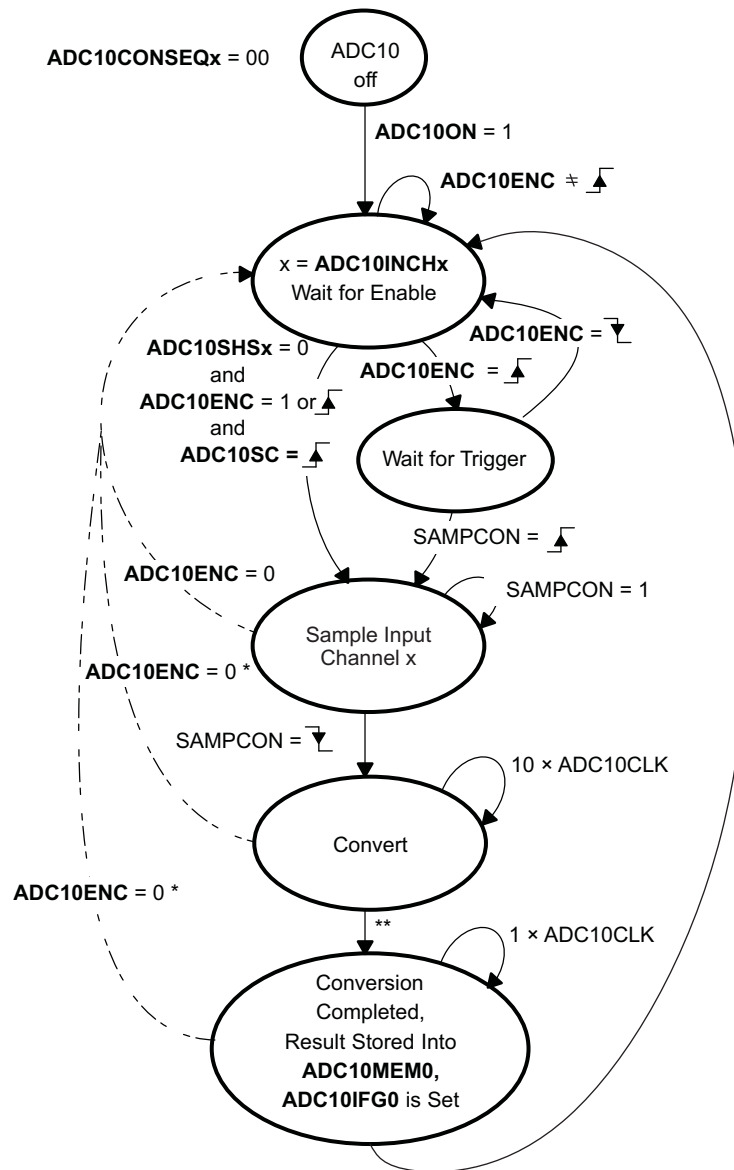 ADC10CONSEQx = 00
ADC10
off
ADC10ON = 1
ADC10ENC ≠
x = ADC10INCHx
Wait for Enable
ADC10SHSx = 0
and
ADC10ENC = 1 or
and
ADC10SC =
ADC10ENC =
ADC10ENC =
Wait for Trigger
SAMPCON =
ADC10ENC = 0
SAMPCON = 1
Sample Input
Channel x
ADC10ENC = 0 *
SAMPCON =
10 × ADC10CLK
Convert
ADC10ENC = 0 *
**
1 × ADC10CLK
Conversion
Completed,
Result Stored Into
ADC10MEM0,
ADC10IFG0 is Set